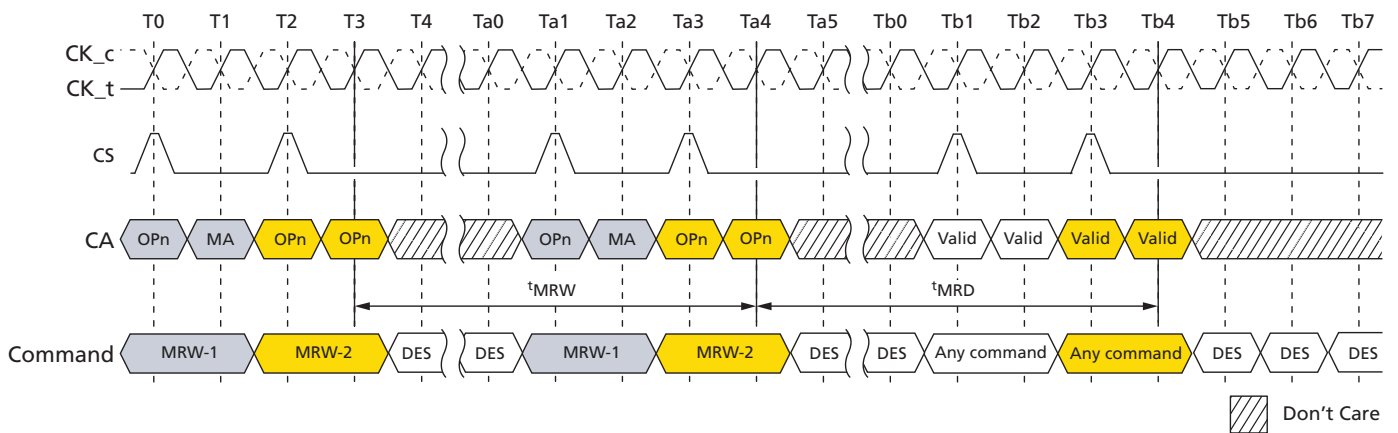 T0 T1 T2 T3 T4 Ta0 Ta1 Ta2 Ta3 Ta4 Ta5 Tb0 Tb1 Tb2 Tb3 Tb4 Tb5 Tb6 Tb7
CK_c
CK_t
CS
CA OPn MA OPn OPn OPn MA OPn OPn Valid Valid Valid Valid
tMRW tMRD
Command MRW-1 MRW-2 DES DES MRW-1 MRW-2 DES DES Any command Any command DES DES DES
Don't Care